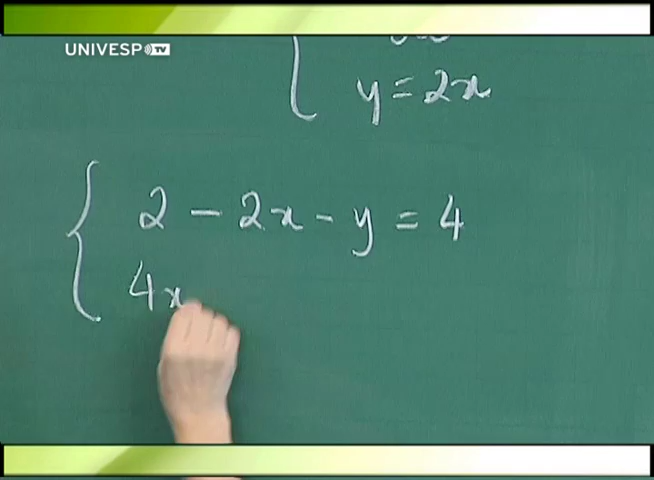 UNIVESP TV
y = 2x
2 - 2x - y = 4
4x